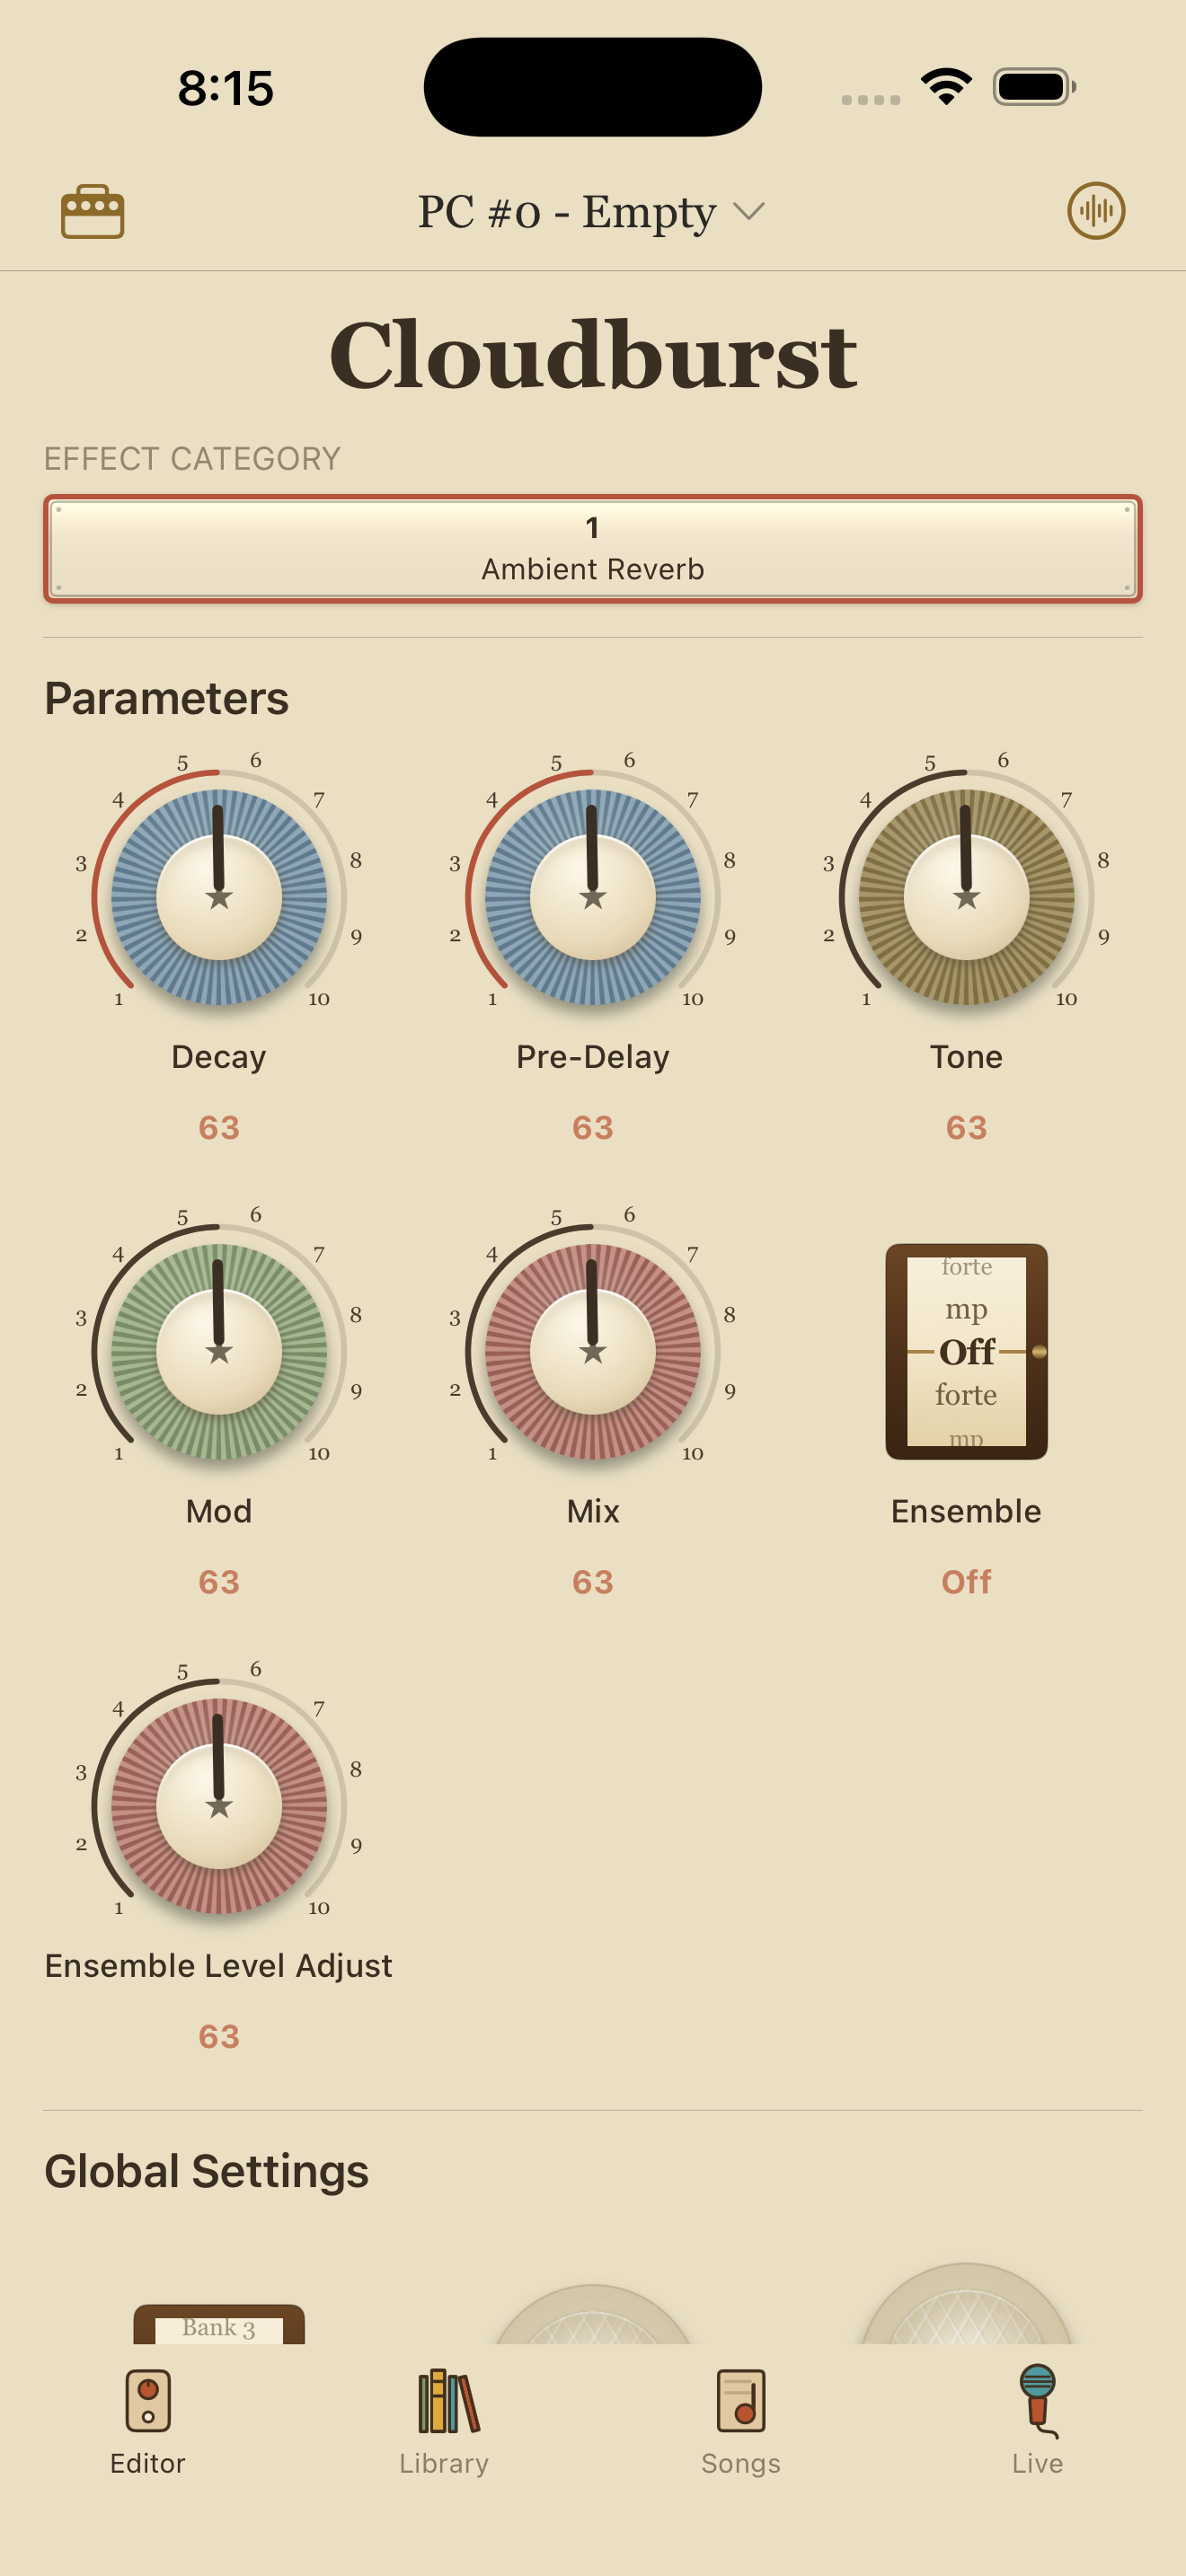 8:15
PC #0 - Empty
Cloudburst
EFFECT CATEGORY
1
Ambient Reverb
Parameters
1 2 3 4 5 6 7 8 9 10
Decay
63
1 2 3 4 5 6 7 8 9 10
Pre-Delay
63
1 2 3 4 5 6 7 8 9 10
Tone
63
1 2 3 4 5 6 7 8 9 10
Mod
63
1 2 3 4 5 6 7 8 9 10
Mix
63
forte
mp
Off
forte
mp
Ensemble
Off
1 2 3 4 5 6 7 8 9 10
Ensemble Level Adjust
63
Global Settings
Bank 3
Editor
Library
Songs
Live